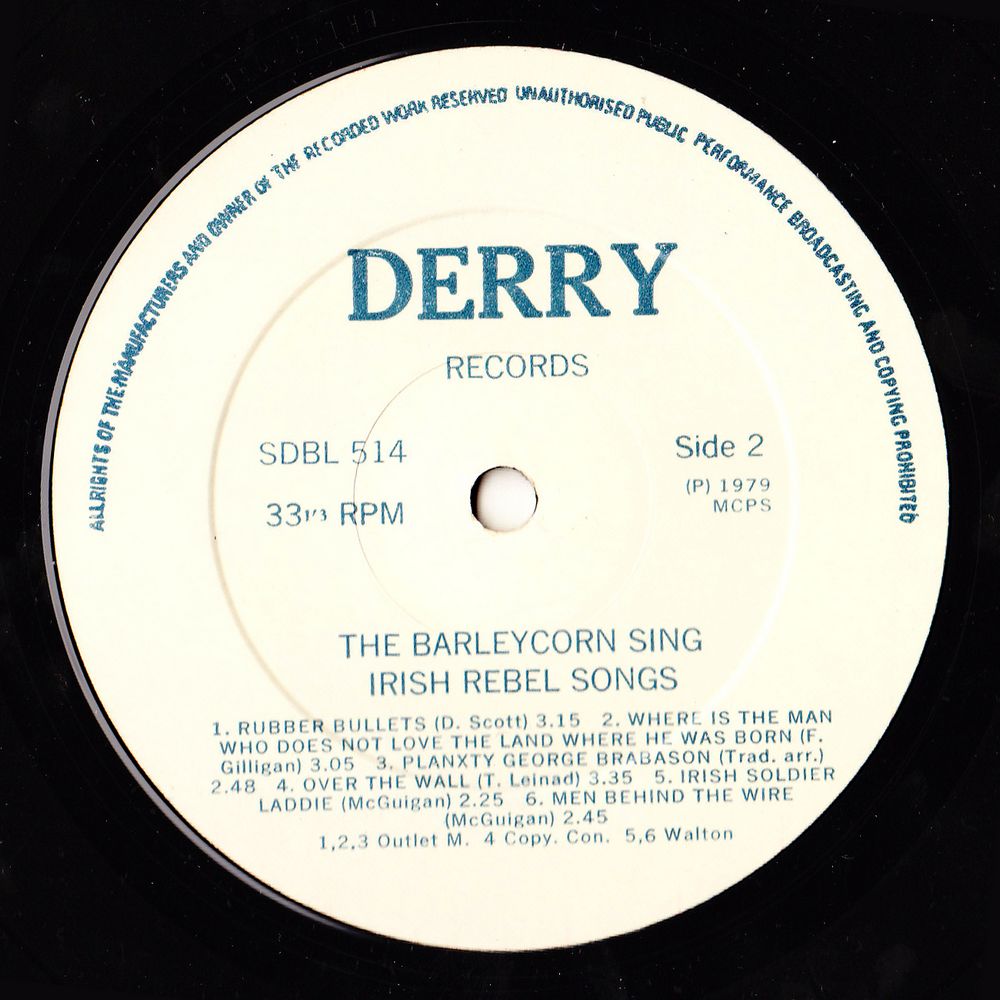 ALL RIGHTS OF THE MANUFACTURERS AND OWNER OF THE RECORDED WORK RESERVED UNAUTHORISED PUBLIC PERFORMANCE BROADCASTING AND COPYING PROHIBITED
DERRY
RECORDS
SDBL 514
Side 2
33 1/3 RPM
(P) 1979
MCPS
THE BARLEYCORN SING
IRISH REBEL SONGS
1. RUBBER BULLETS (D. Scott) 3.15 2. WHERE IS THE MAN
WHO DOES NOT LOVE THE LAND WHERE HE WAS BORN (F.
Gilligan) 3.05 3. PLANXTY GEORGE BRABASON (Trad. arr.)
2.48 4. OVER THE WALL (T. Leinad) 3.35 5. IRISH SOLDIER
LADDIE (McGuigan) 2.25 6. MEN BEHIND THE WIRE
(McGuigan) 2.45
1,2,3 Outlet M. 4 Copy. Con. 5,6 Walton